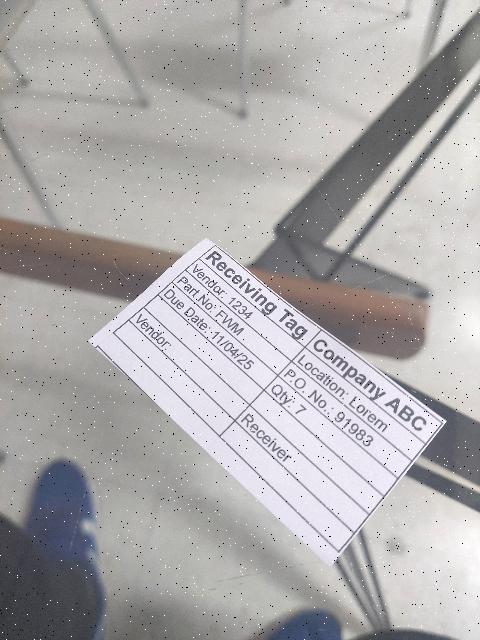 Receiving Tag Company ABC
Vendor: 1234 Location: Lorem
Part No: FWM P.O. No.: 91983
Due Date: 11/04/25 Qty: 7
Vendor: Receiver